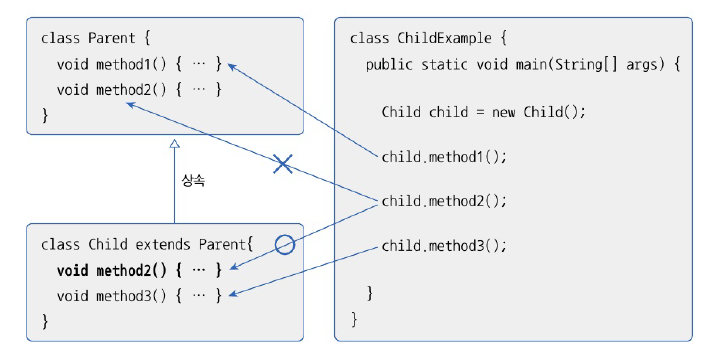 class Parent {
void method1() { … }
void method2() { … }
}
상속
class Child extends Parent{
void method2() { … }
void method3() { … }
}
class ChildExample {
public static void main(String[] args) {
Child child = new Child();
child.method1();
child.method2();
child.method3();
}
}